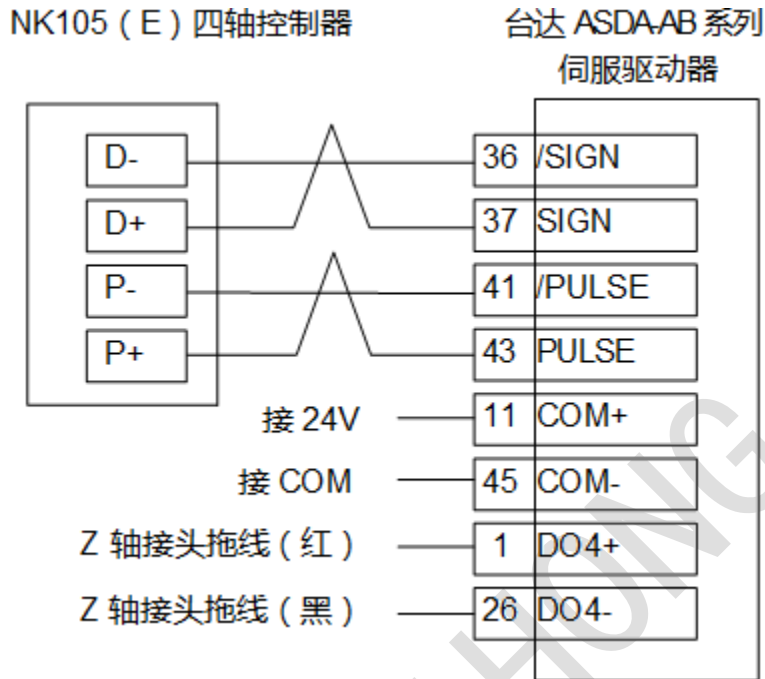 NK105（E）四轴控制器
台达 ASDA-AB 系列
伺服驱动器
D-
36 /SIGN
D+
37 SIGN
P-
41 /PULSE
P+
43 PULSE
接 24V
11 COM+
接 COM
45 COM-
Z 轴接头拖线（红）
1 DO4+
Z 轴接头拖线（黑）
26 DO4-
HONG